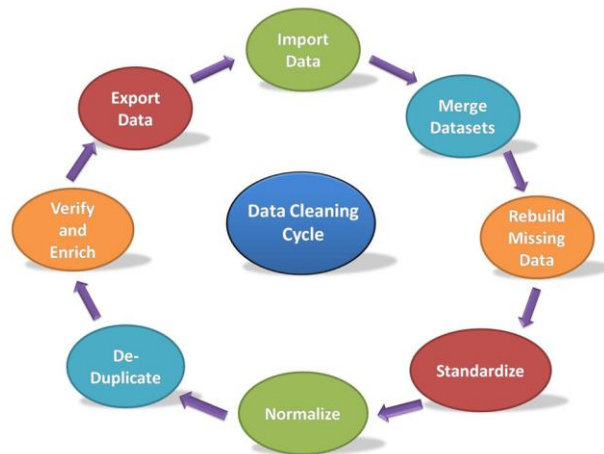 Import
Data
Merge
Datasets
Rebuild
Missing
Data
Standardize
Normalize
De-
Duplicate
Verify
and
Enrich
Export
Data
Data Cleaning
Cycle